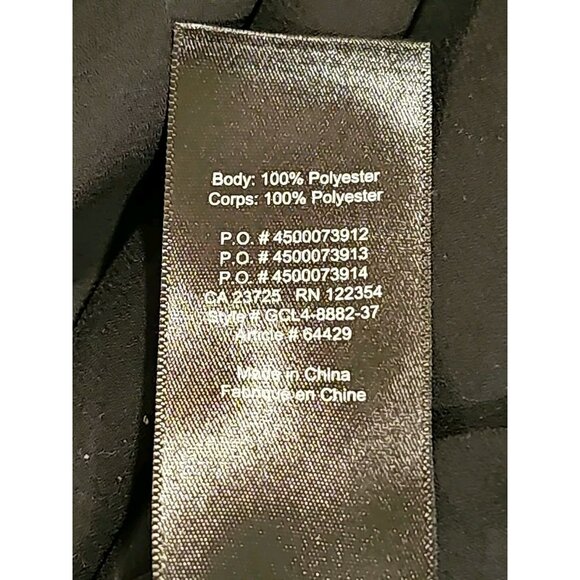 Body: 100% Polyester
Corps: 100% Polyester
P.O. # 4500073912
P.O. # 4500073913
P.O. # 4500073914
CA 23725 RN 122354
Style # GCL4-8882-37
Article # 64429
Made in China
Fabriqué en Chine